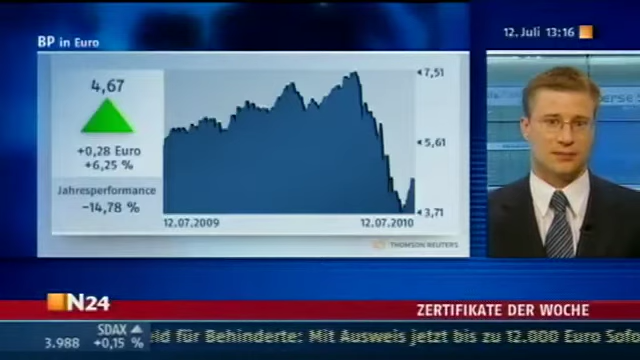 BP in Euro
12. Juli 13:16
4,67
+0,28 Euro
+6,25 %
Jahresperformance
-14,78 %
7,51
5,61
3,71
12.07.2009
12.07.2010
THOMSON REUTERS
N24
ZERTIFIKATE DER WOCHE
SDAX
3.988 +0,15 %
ld für Behinderte: Mit Ausweis jetzt bis zu 12.000 Euro Sofo